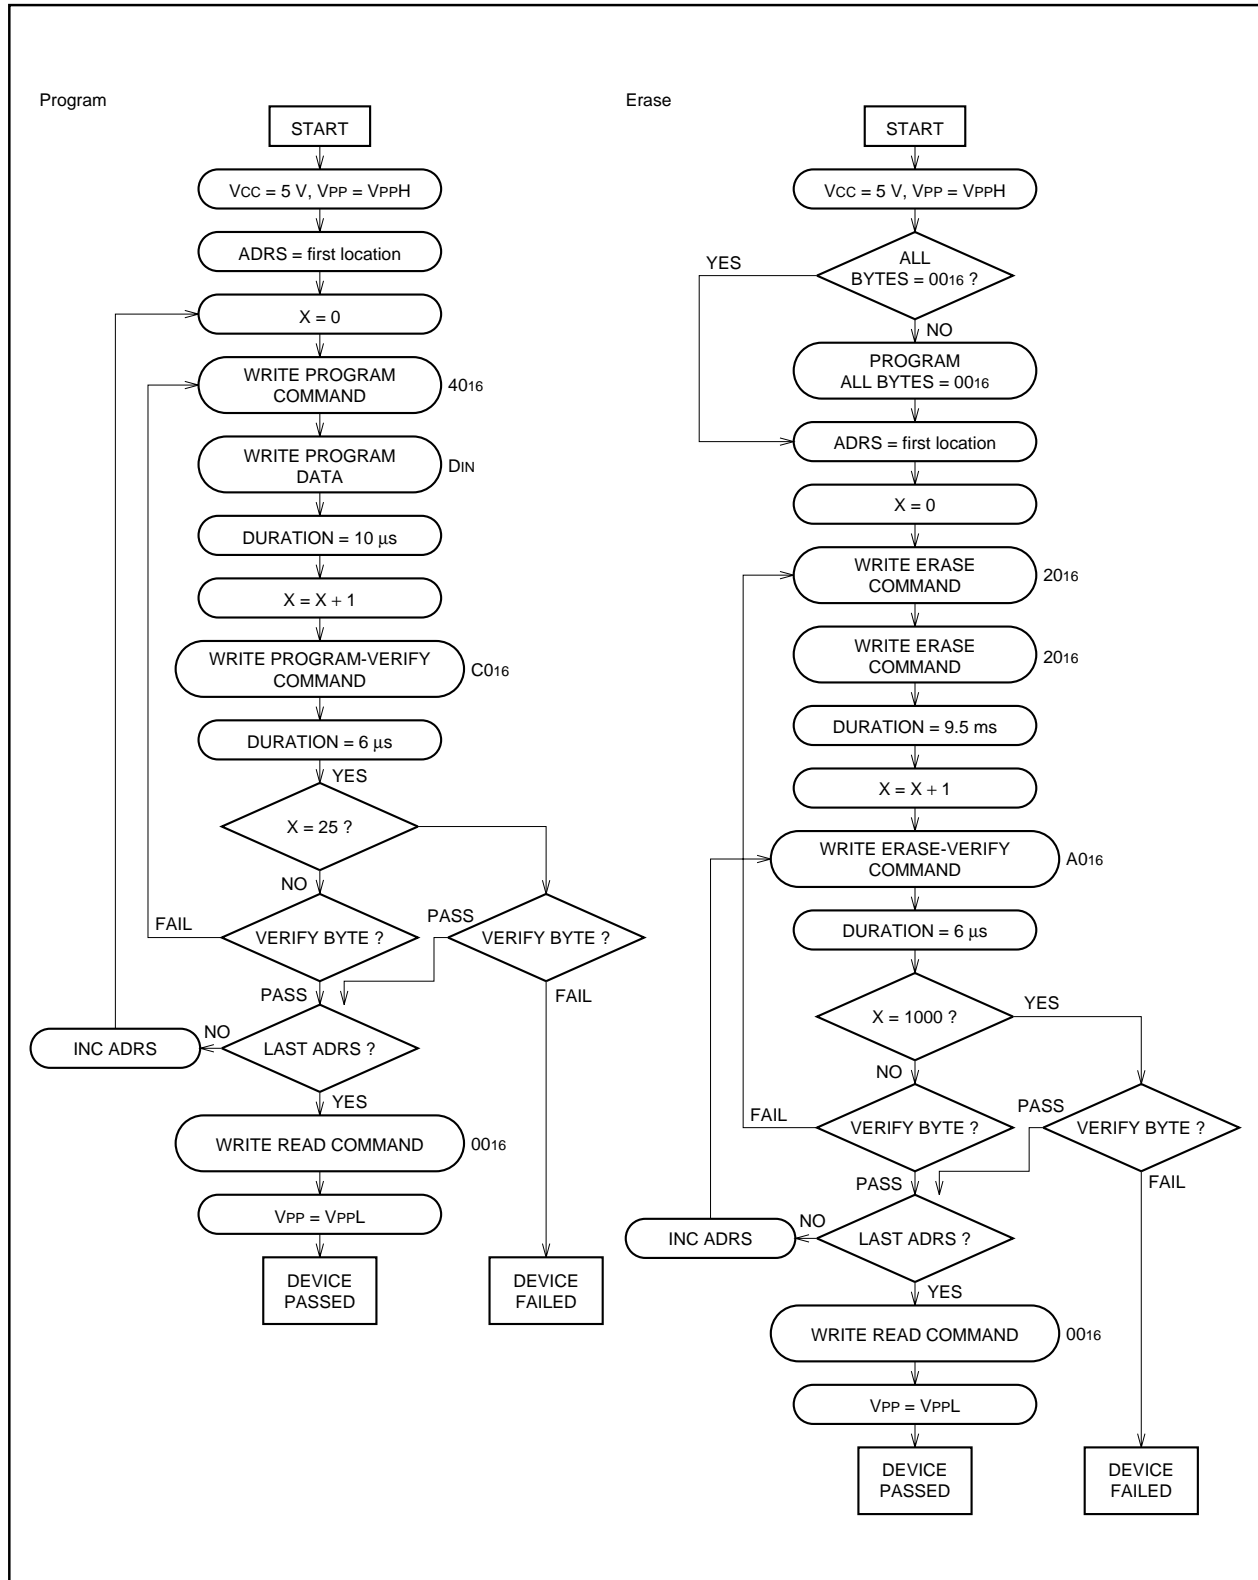 Program
START
VCC = 5 V, VPP = VPPH
ADRS = first location
X = 0
WRITE PROGRAM
COMMAND
4016
WRITE PROGRAM
DATA
DIN
DURATION = 10 µs
X = X + 1
WRITE PROGRAM-VERIFY
COMMAND
C016
DURATION = 6 µs
YES
X = 25 ?
NO
FAIL
VERIFY BYTE ?
PASS
VERIFY BYTE ?
PASS
FAIL
NO
INC ADRS
LAST ADRS ?
YES
WRITE READ COMMAND
0016
VPP = VPPL
DEVICE
PASSED
DEVICE
FAILED
Erase
START
VCC = 5 V, VPP = VPPH
YES
ALL
BYTES = 0016 ?
NO
PROGRAM
ALL BYTES = 0016
ADRS = first location
X = 0
WRITE ERASE
COMMAND
2016
WRITE ERASE
COMMAND
2016
DURATION = 9.5 ms
X = X + 1
WRITE ERASE-VERIFY
COMMAND
A016
DURATION = 6 µs
X = 1000 ?
YES
NO
FAIL
VERIFY BYTE ?
PASS
VERIFY BYTE ?
PASS
FAIL
NO
INC ADRS
LAST ADRS ?
YES
WRITE READ COMMAND
0016
VPP = VPPL
DEVICE
PASSED
DEVICE
FAILED